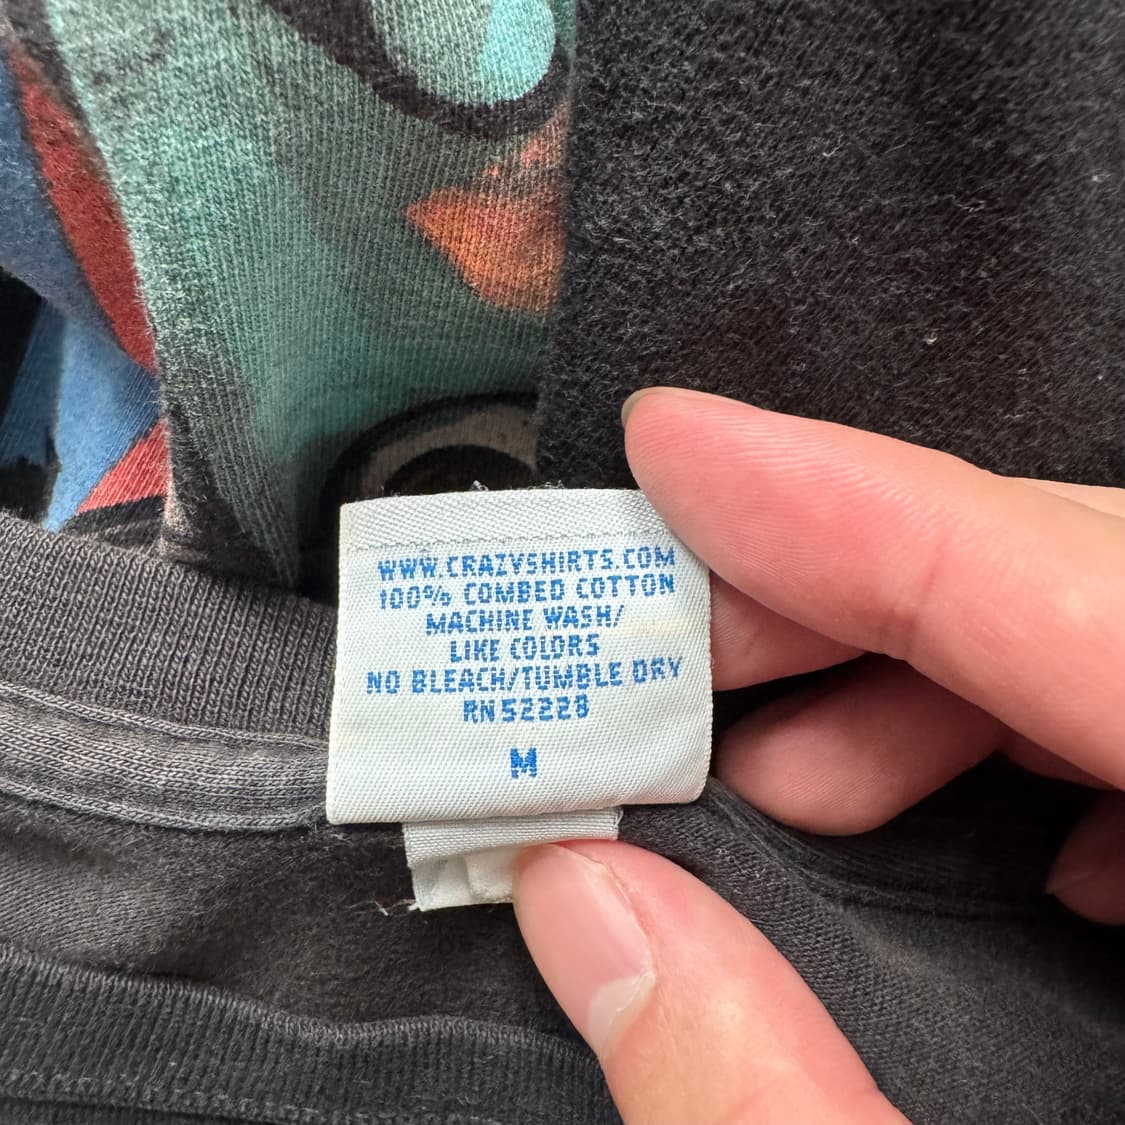 WWW.CRAZYSHIRTS.COM
100% COMBED COTTON
MACHINE WASH/
LIKE COLORS
NO BLEACH/TUMBLE DRY
RN 52228
M